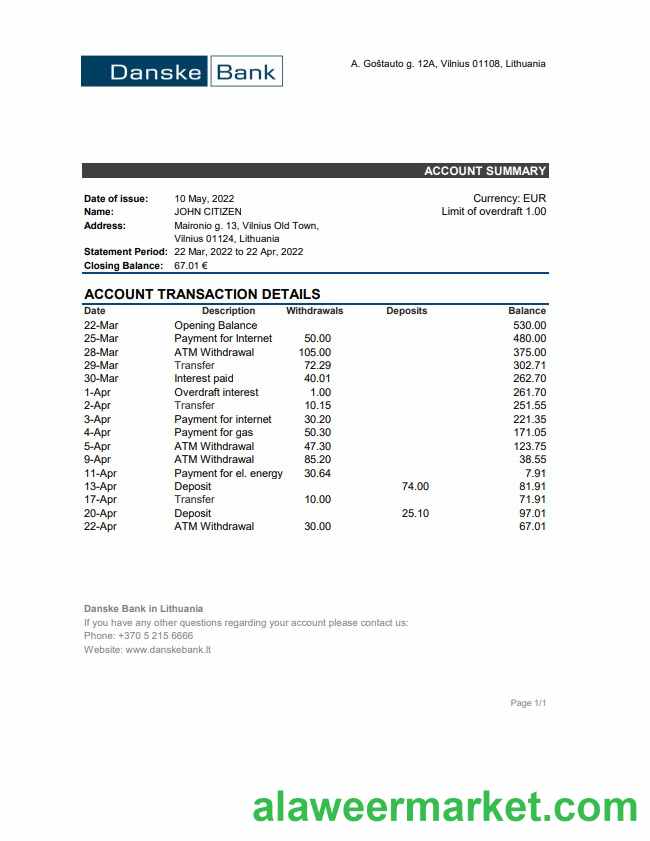 Danske Bank
A. Goštauto g. 12A, Vilnius 01108, Lithuania
ACCOUNT SUMMARY
Date of issue: 10 May, 2022 Currency: EUR
Name: JOHN CITIZEN Limit of overdraft 1.00
Address: Maironio g. 13, Vilnius Old Town,
Vilnius 01124, Lithuania
Statement Period: 22 Mar, 2022 to 22 Apr, 2022
Closing Balance: 67.01 €
ACCOUNT TRANSACTION DETAILS
Date Description Withdrawals Deposits Balance
22-Mar Opening Balance 530.00
25-Mar Payment for Internet 50.00 480.00
28-Mar ATM Withdrawal 105.00 375.00
29-Mar Transfer 72.29 302.71
30-Mar Interest paid 40.01 262.70
1-Apr Overdraft interest 1.00 261.70
2-Apr Transfer 10.15 251.55
3-Apr Payment for internet 30.20 221.35
4-Apr Payment for gas 50.30 171.05
5-Apr ATM Withdrawal 47.30 123.75
9-Apr ATM Withdrawal 85.20 38.55
11-Apr Payment for el. energy 30.64 7.91
13-Apr Deposit 74.00 81.91
17-Apr Transfer 10.00 71.91
20-Apr Deposit 25.10 97.01
22-Apr ATM Withdrawal 30.00 67.01
Danske Bank in Lithuania
If you have any other questions regarding your account please contact us:
Phone: +370 5 215 6666
Website: www.danskebank.lt
Page 1/1
alaweermarket.com